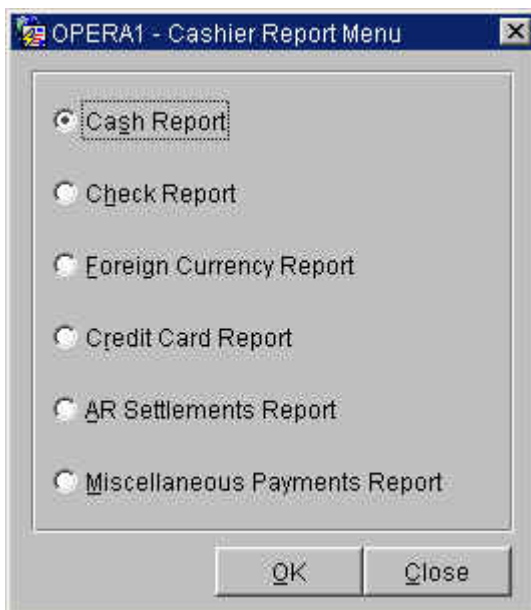 OPERA1 - Cashier Report Menu
Cash Report
Check Report
Foreign Currency Report
Credit Card Report
AR Settlements Report
Miscellaneous Payments Report
OK Close